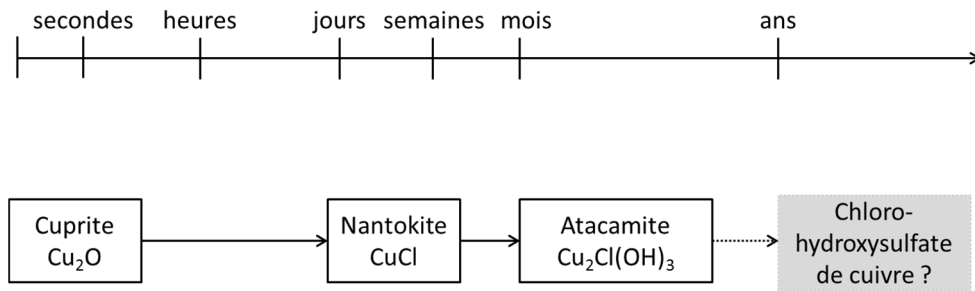 secondes heures jours semaines mois ans
Cuprite
Cu₂O
Nantokite
CuCl
Atacamite
Cu₂Cl(OH)₃
Chloro-
hydroxysulfate
de cuivre ?